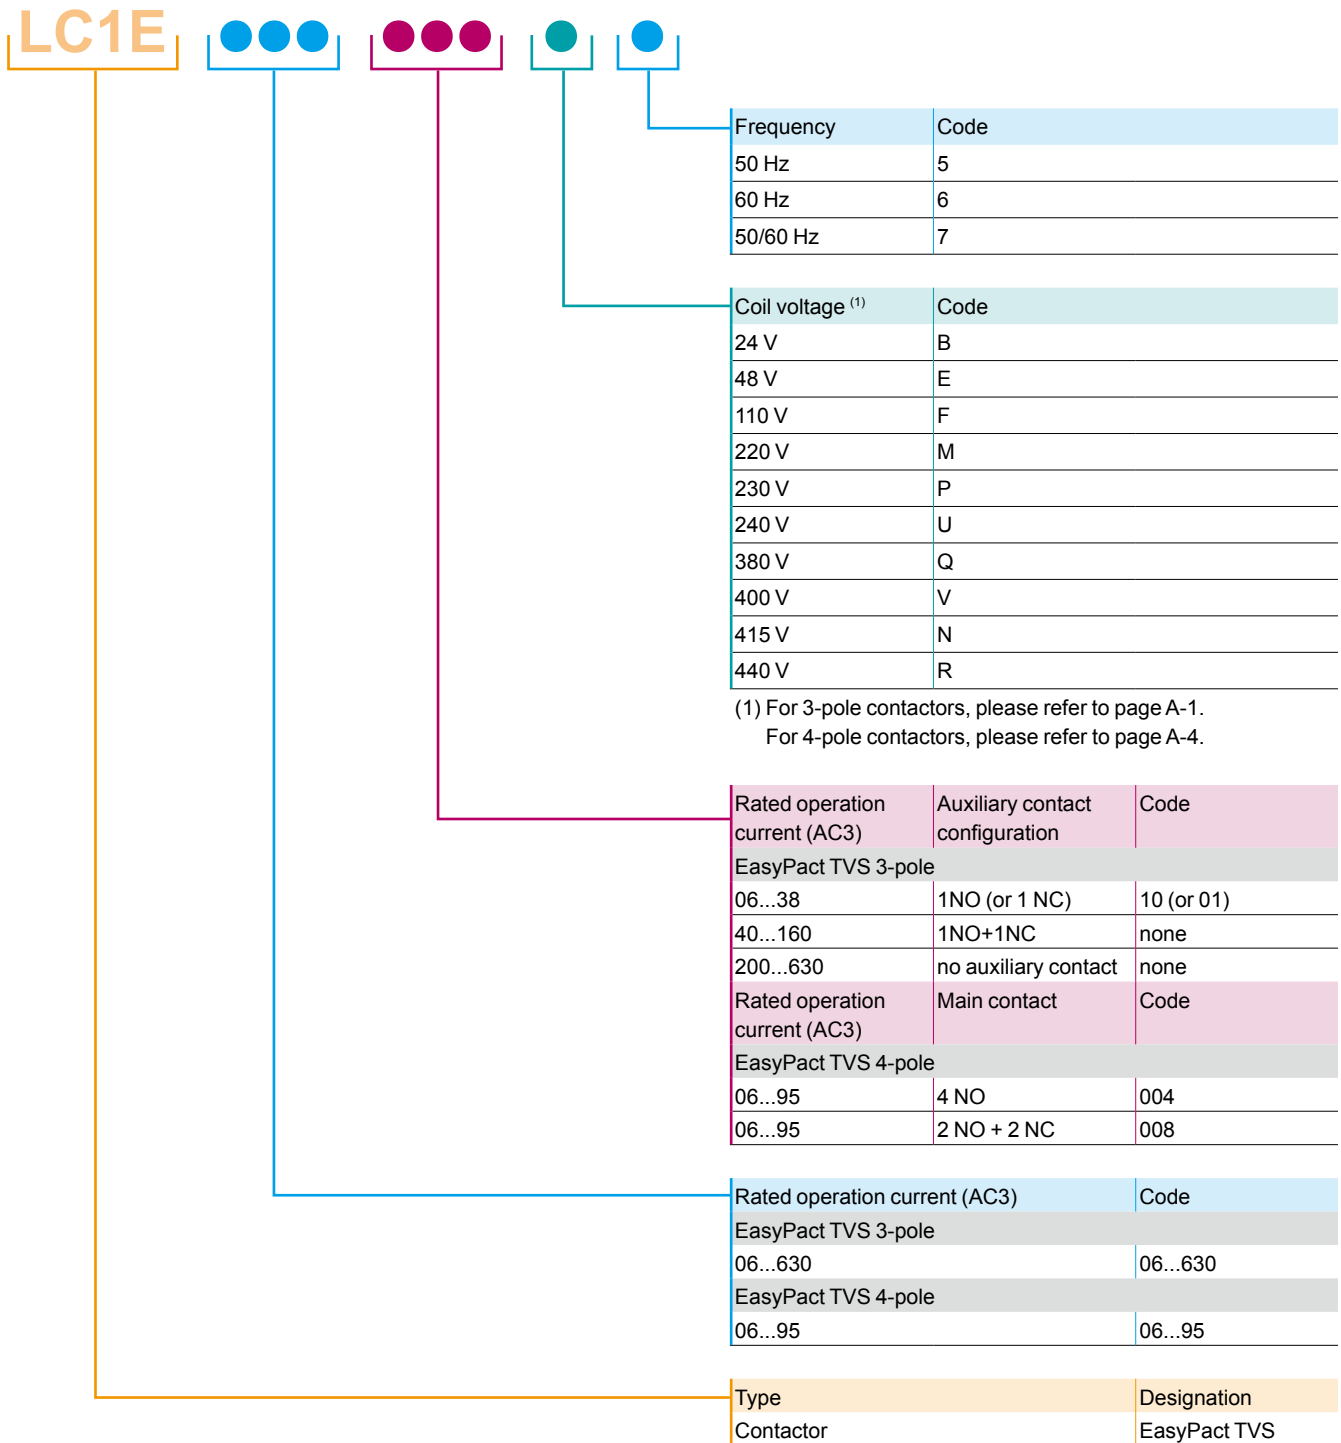 LC1E
Frequency Code
50 Hz 5
60 Hz 6
50/60 Hz 7
Coil voltage (1) Code
24 V B
48 V E
110 V F
220 V M
230 V P
240 V U
380 V Q
400 V V
415 V N
440 V R
(1) For 3-pole contactors, please refer to page A-1.
For 4-pole contactors, please refer to page A-4.
Rated operation Auxiliary contact Code
current (AC3) configuration
EasyPact TVS 3-pole
06...38 1NO (or 1 NC) 10 (or 01)
40...160 1NO+1NC none
200...630 no auxiliary contact none
Rated operation Main contact Code
current (AC3)
EasyPact TVS 4-pole
06...95 4 NO 004
06...95 2 NO + 2 NC 008
Rated operation current (AC3) Code
EasyPact TVS 3-pole
06...630 06...630
EasyPact TVS 4-pole
06...95 06...95
Type Designation
Contactor EasyPact TVS